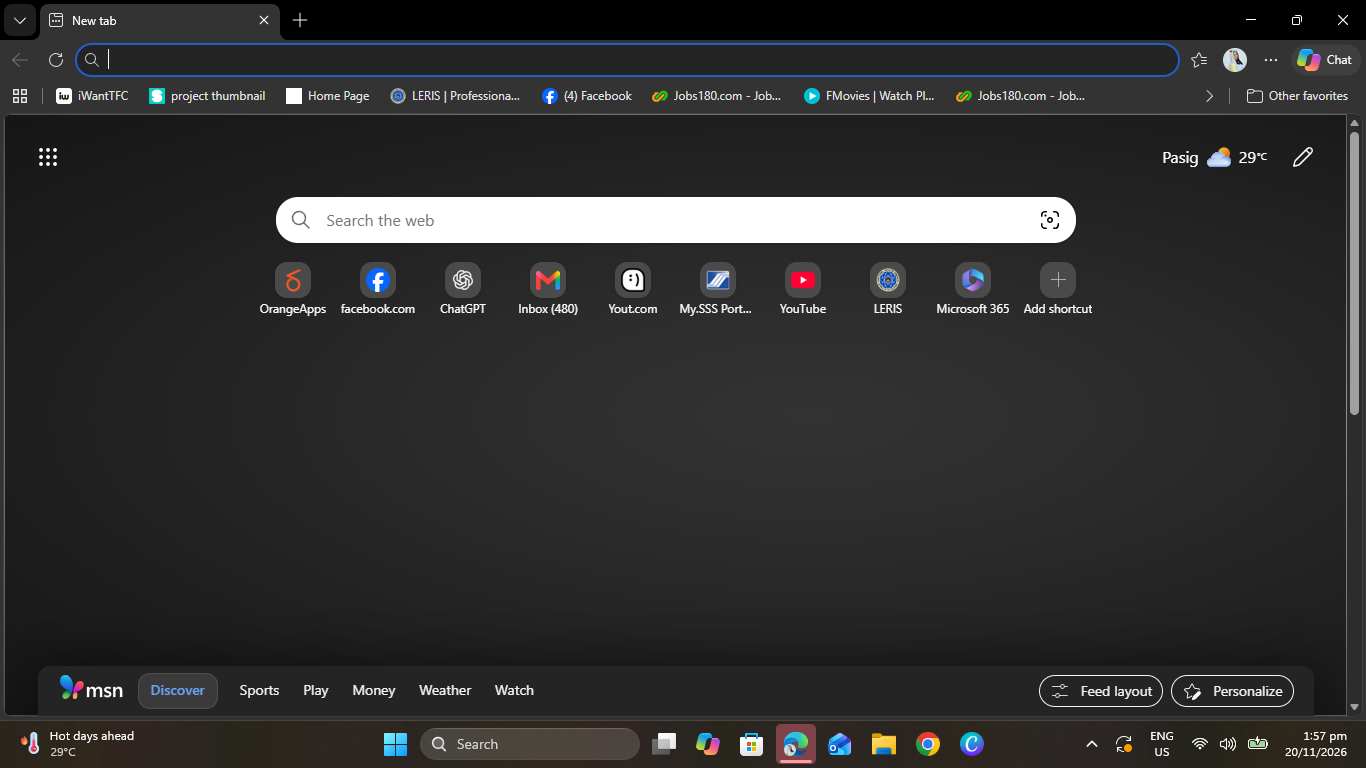 New tab
Chat
iWantTFC
project thumbnail
Home Page
LERIS | Professiona...
(4) Facebook
Jobs180.com - Job...
FMovies | Watch Pl...
Jobs180.com - Job...
Other favorites
Pasig 29°C
Search the web
OrangeApps
facebook.com
ChatGPT
Inbox (480)
Yout.com
My.SSS Port...
YouTube
LERIS
Microsoft 365
Add shortcut
msn
Discover
Sports
Play
Money
Weather
Watch
Feed layout
Personalize
Hot days ahead
29°C
Search
ENG
US
1:57 pm
20/11/2026